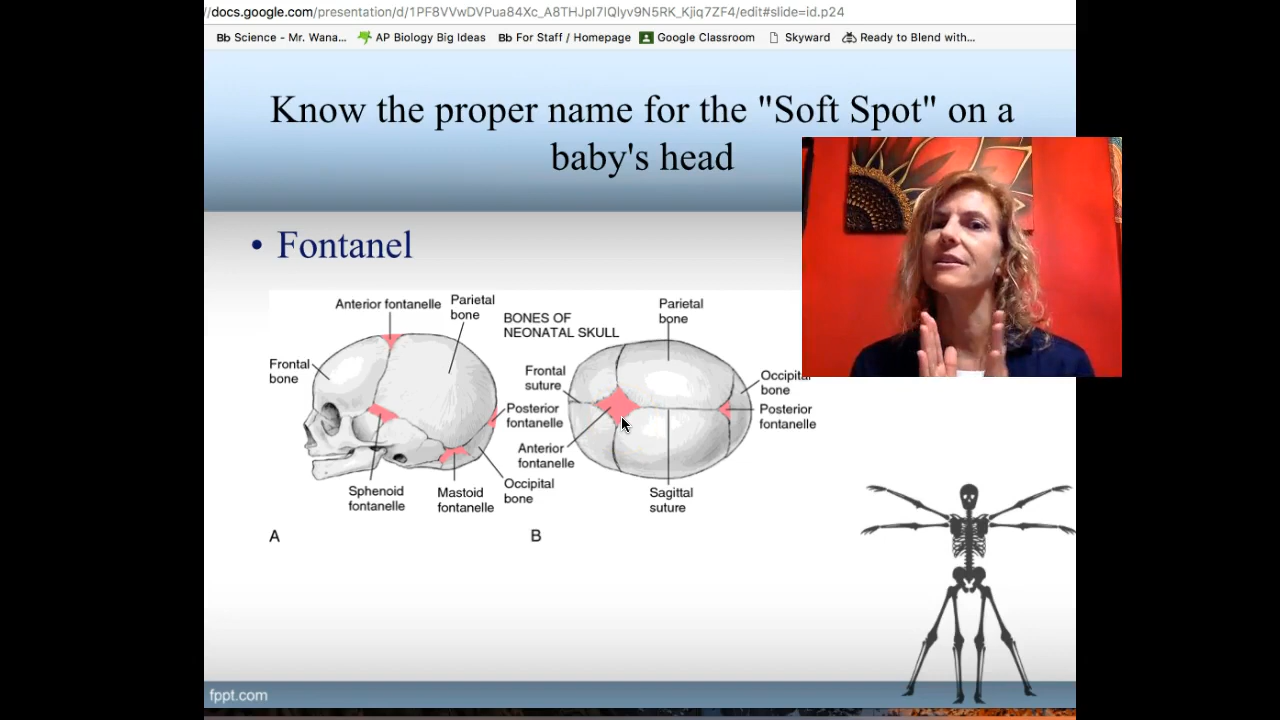 //docs.google.com/presentation/d/1PF8VVwDVPua84Xc_A8THJpI7IQlyv9N5RK_Kjiq7ZF4/edit#slide=id.p24
Bb Science - Mr. Wana... AP Biology Big Ideas Bb For Staff / Homepage Google Classroom Skyward Ready to Blend with...
Know the proper name for the "Soft Spot" on a
baby's head
• Fontanel
Anterior fontanelle
Parietal
bone
BONES OF
NEONATAL SKULL
Parietal
bone
Frontal
bone
Frontal
suture
Occipital
bone
Posterior
fontanelle
Posterior
fontanelle
Anterior
fontanelle
Sphenoid
fontanelle
Mastoid
fontanelle
Occipital
bone
Sagittal
suture
A
B
fppt.com